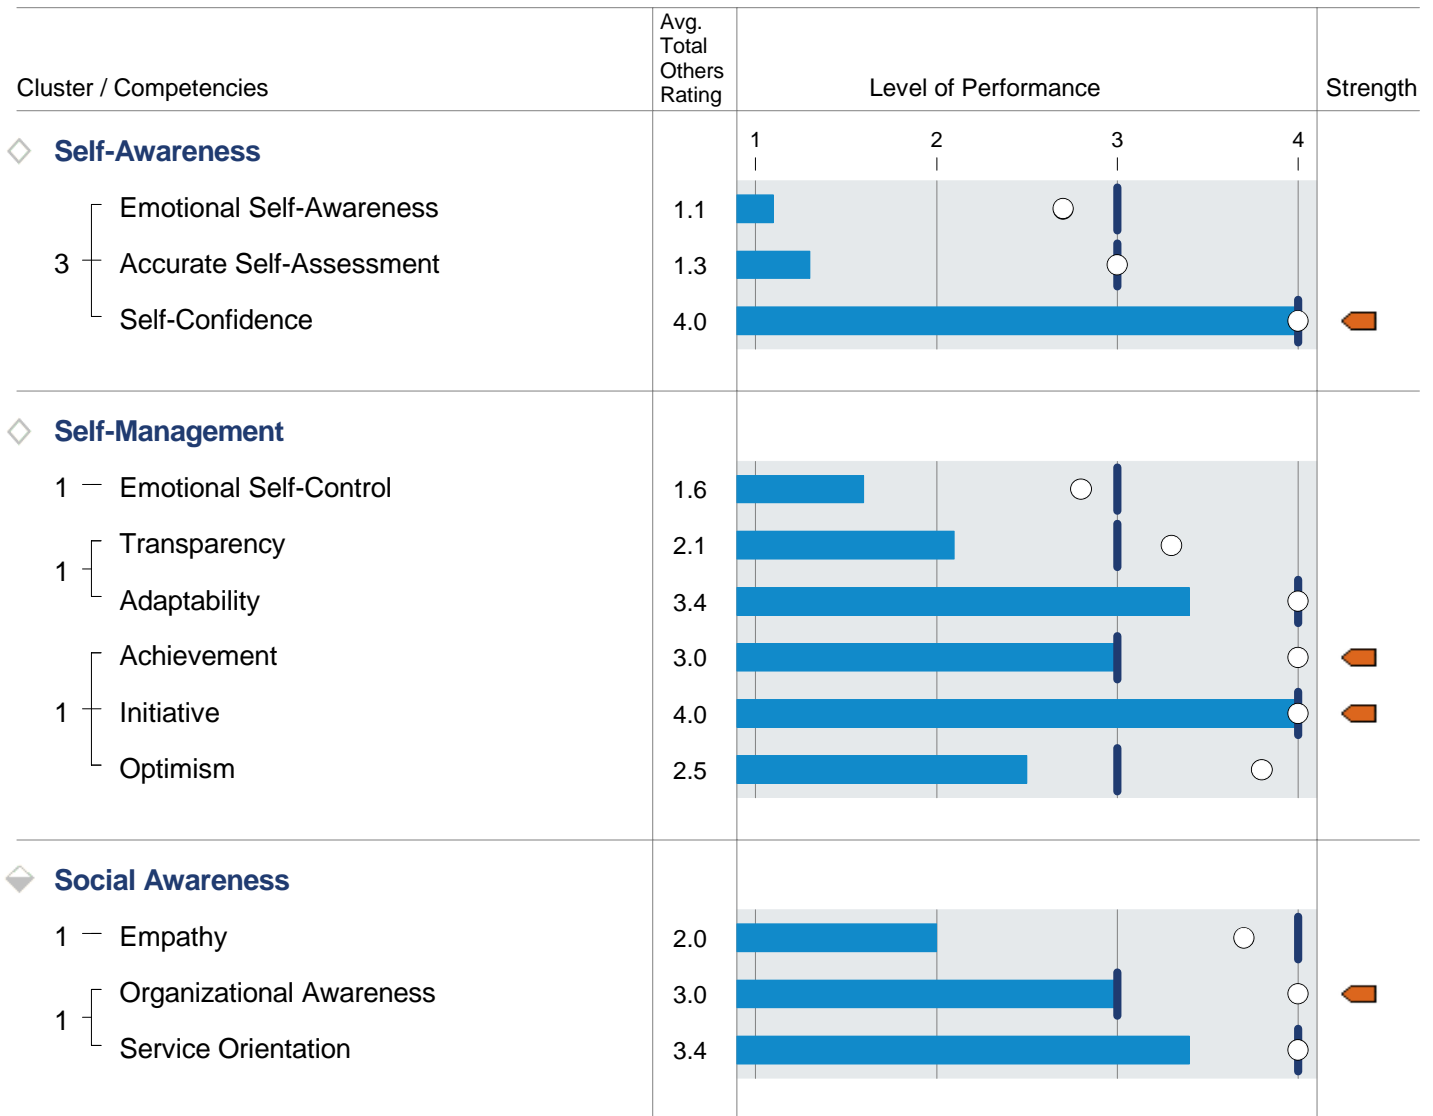 Avg.
Total
Others
Rating
Cluster / Competencies
Level of Performance
Strength
Self-Awareness
1 2 3 4
Emotional Self-Awareness 1.1
3 Accurate Self-Assessment 1.3
Self-Confidence 4.0
Self-Management
1 Emotional Self-Control 1.6
Transparency 2.1
1
Adaptability 3.4
Achievement 3.0
1 Initiative 4.0
Optimism 2.5
Social Awareness
1 Empathy 2.0
Organizational Awareness 3.0
1
Service Orientation 3.4